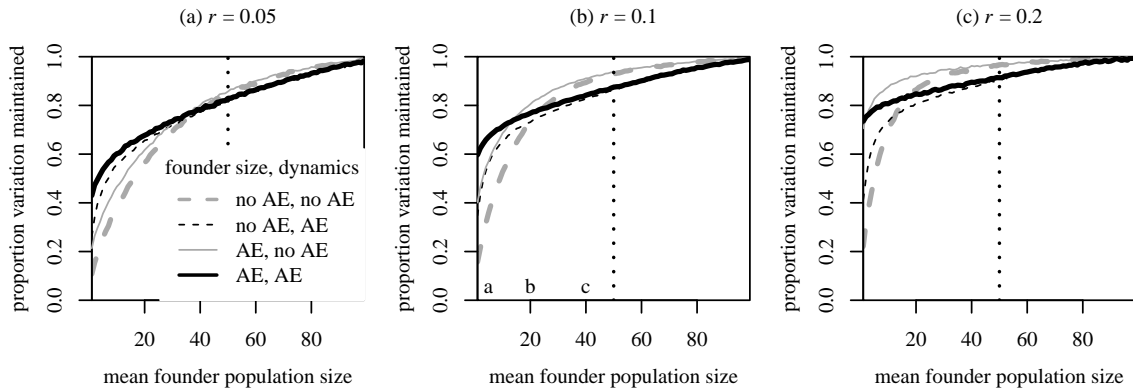 (a) r = 0.05
proportion variation maintained
1.0
0.8
0.6
0.4
0.2
0.0
founder size, dynamics
no AE, no AE
no AE, AE
AE, no AE
AE, AE
20 40 60 80
mean founder population size
(b) r = 0.1
proportion variation maintained
1.0
0.8
0.6
0.4
0.2
0.0
a b c
20 40 60 80
mean founder population size
(c) r = 0.2
proportion variation maintained
1.0
0.8
0.6
0.4
0.2
0.0
20 40 60 80
mean founder population size